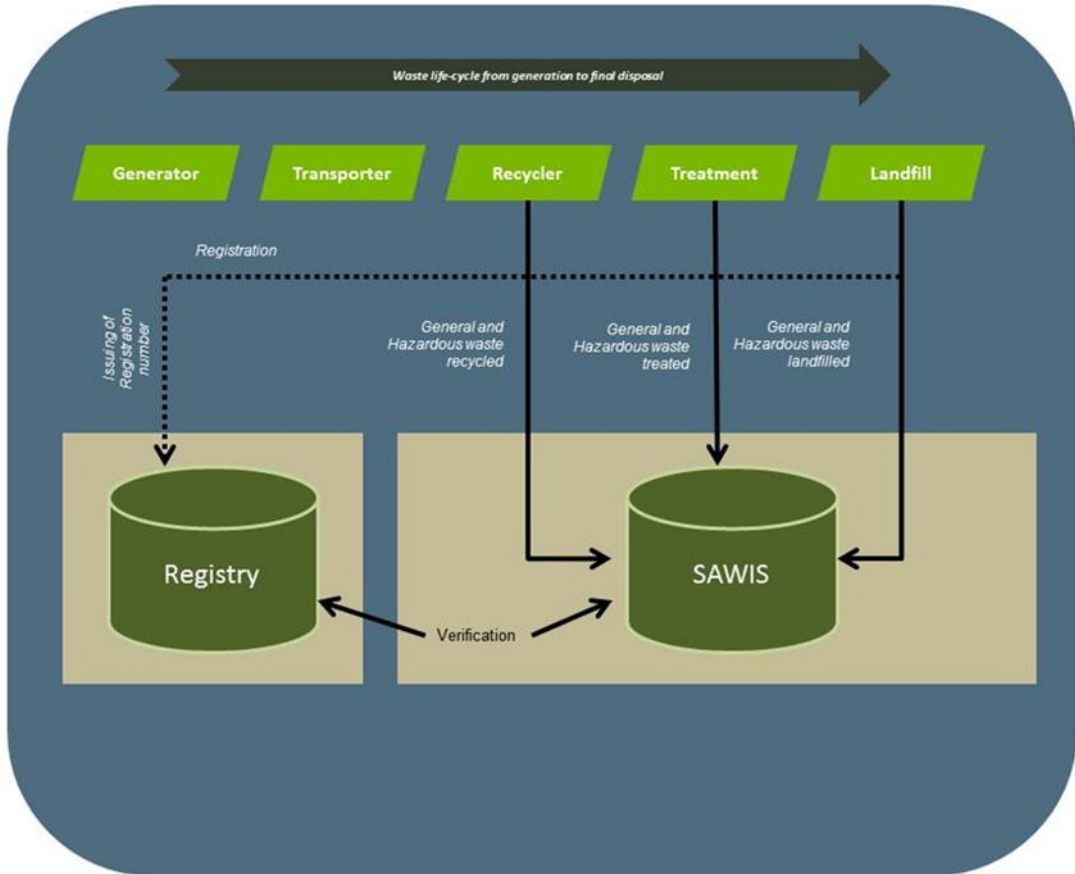 Waste life-cycle from generation to final disposal
Generator
Transporter
Recycler
Treatment
Landfill
Registration
Issuing of
Registration
number
General and
Hazardous waste
recycled
General and
Hazardous waste
treated
General and
Hazardous waste
landfilled
Registry
SAWIS
Verification